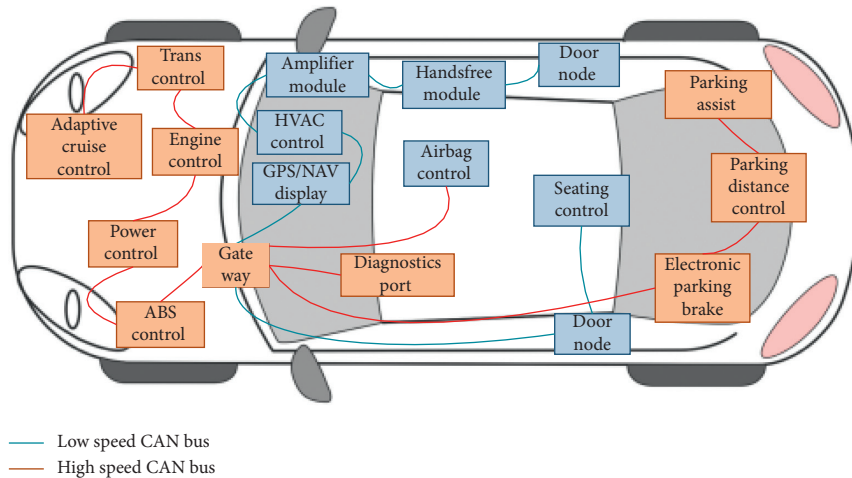 Trans
control
Amplifier
module
Handsfree
module
Door
node
Parking
assist
Adaptive
cruise
control
Engine
control
HVAC
control
GPS/NAV
display
Airbag
control
Seating
control
Parking
distance
control
Power
control
Gate
way
Diagnostics
port
Electronic
parking
brake
ABS
control
Door
node
Low speed CAN bus
High speed CAN bus